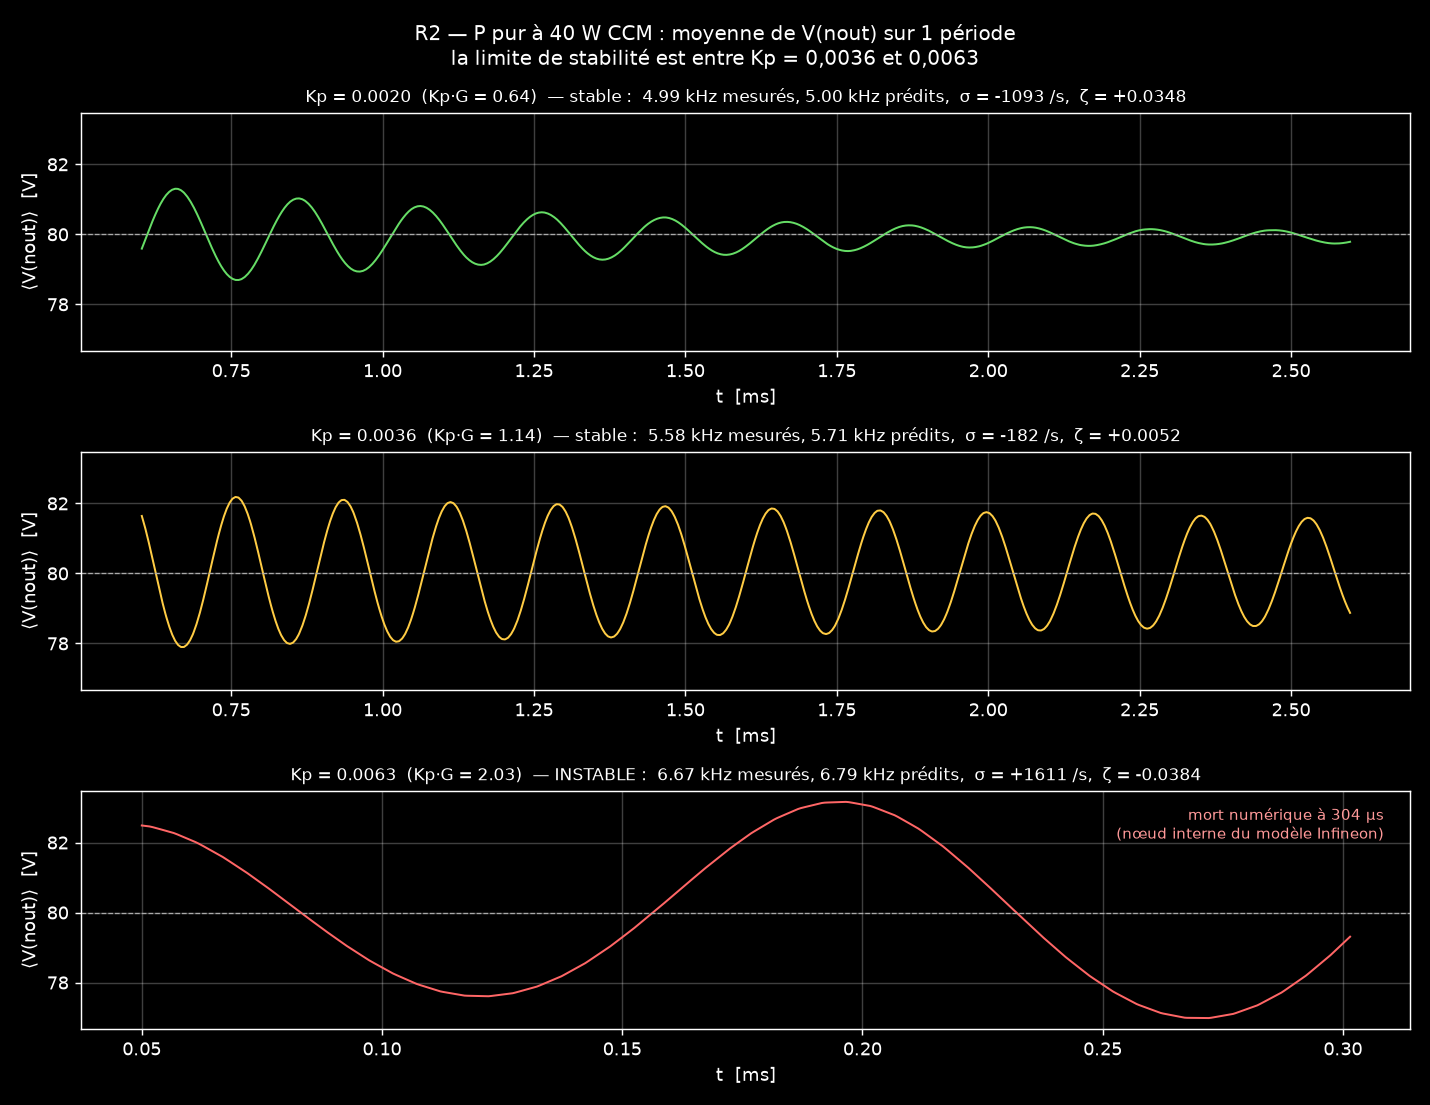 R2 — P pur à 40 W CCM : moyenne de V(nout) sur 1 période
la limite de stabilité est entre Kp = 0,0036 et 0,0063
Kp = 0.0020  (Kp·G = 0.64)  — stable :  4.99 kHz mesurés, 5.00 kHz prédits,  σ = -1093 /s,  ζ = +0.0348
⟨V(nout)⟩  [V]
82
80
78
0.75 1.00 1.25 1.50 1.75 2.00 2.25 2.50
t  [ms]
Kp = 0.0036  (Kp·G = 1.14)  — stable :  5.58 kHz mesurés, 5.71 kHz prédits,  σ = -182 /s,  ζ = +0.0052
⟨V(nout)⟩  [V]
82
80
78
0.75 1.00 1.25 1.50 1.75 2.00 2.25 2.50
t  [ms]
Kp = 0.0063  (Kp·G = 2.03)  — INSTABLE :  6.67 kHz mesurés, 6.79 kHz prédits,  σ = +1611 /s,  ζ = -0.0384
mort numérique à 304 µs
(nœud interne du modèle Infineon)
⟨V(nout)⟩  [V]
82
80
78
0.05 0.10 0.15 0.20 0.25 0.30
t  [ms]